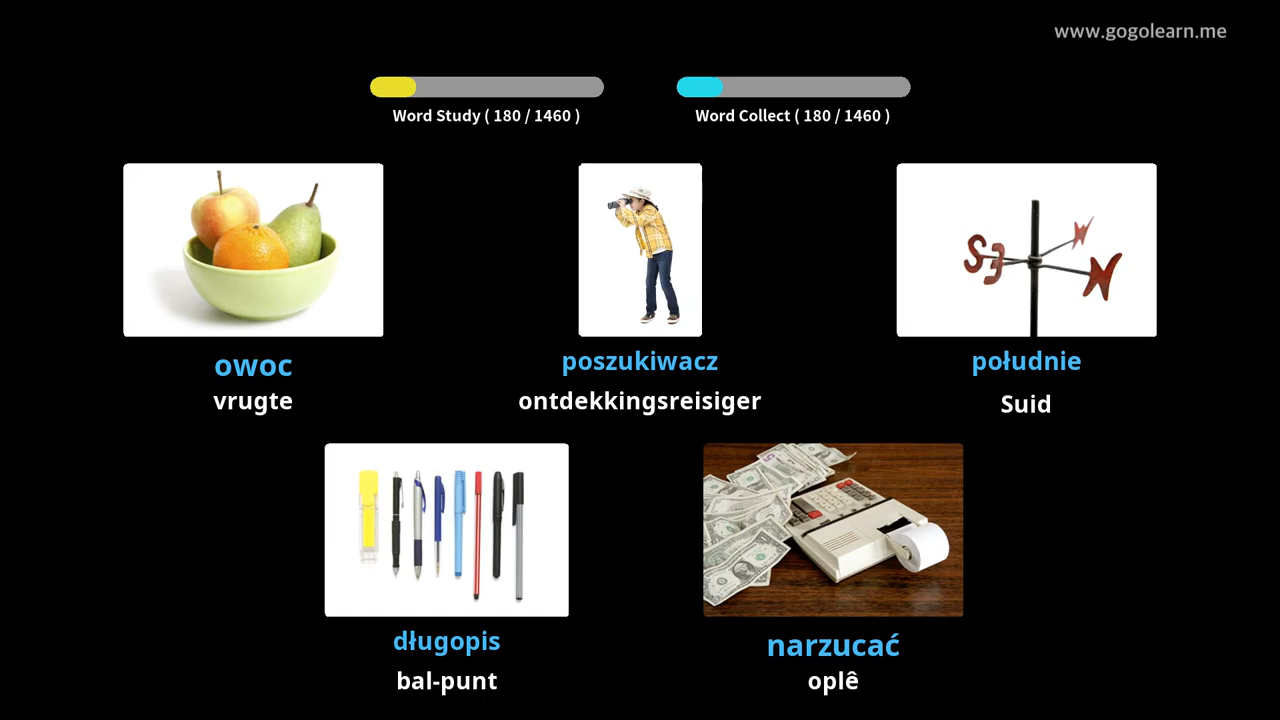 www.gogolearn.me
Word Study ( 180 / 1460 )
Word Collect ( 180 / 1460 )
S
E
N
owoc
poszukiwacz
południe
vrugte
ontdekkingsreisiger
Suid
długopis
narzucać
bal-punt
oplê